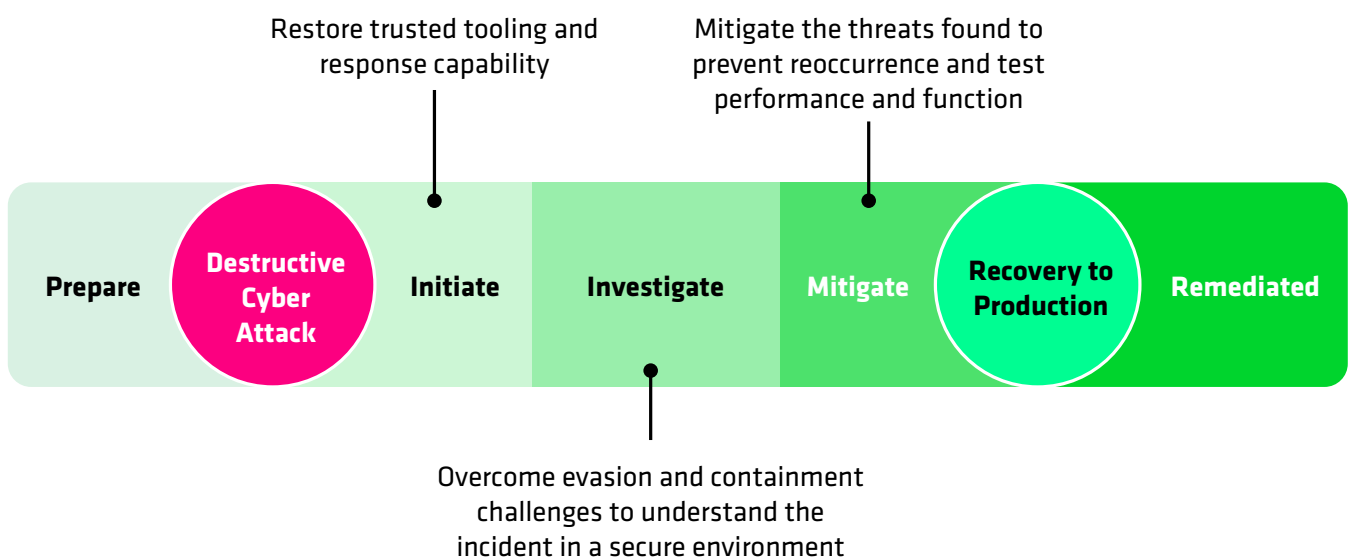 Restore trusted tooling and
response capability
Mitigate the threats found to
prevent reoccurrence and test
performance and function
Prepare
Destructive
Cyber
Attack
Initiate
Investigate
Mitigate
Recovery to
Production
Remediated
Overcome evasion and containment
challenges to understand the
incident in a secure environment